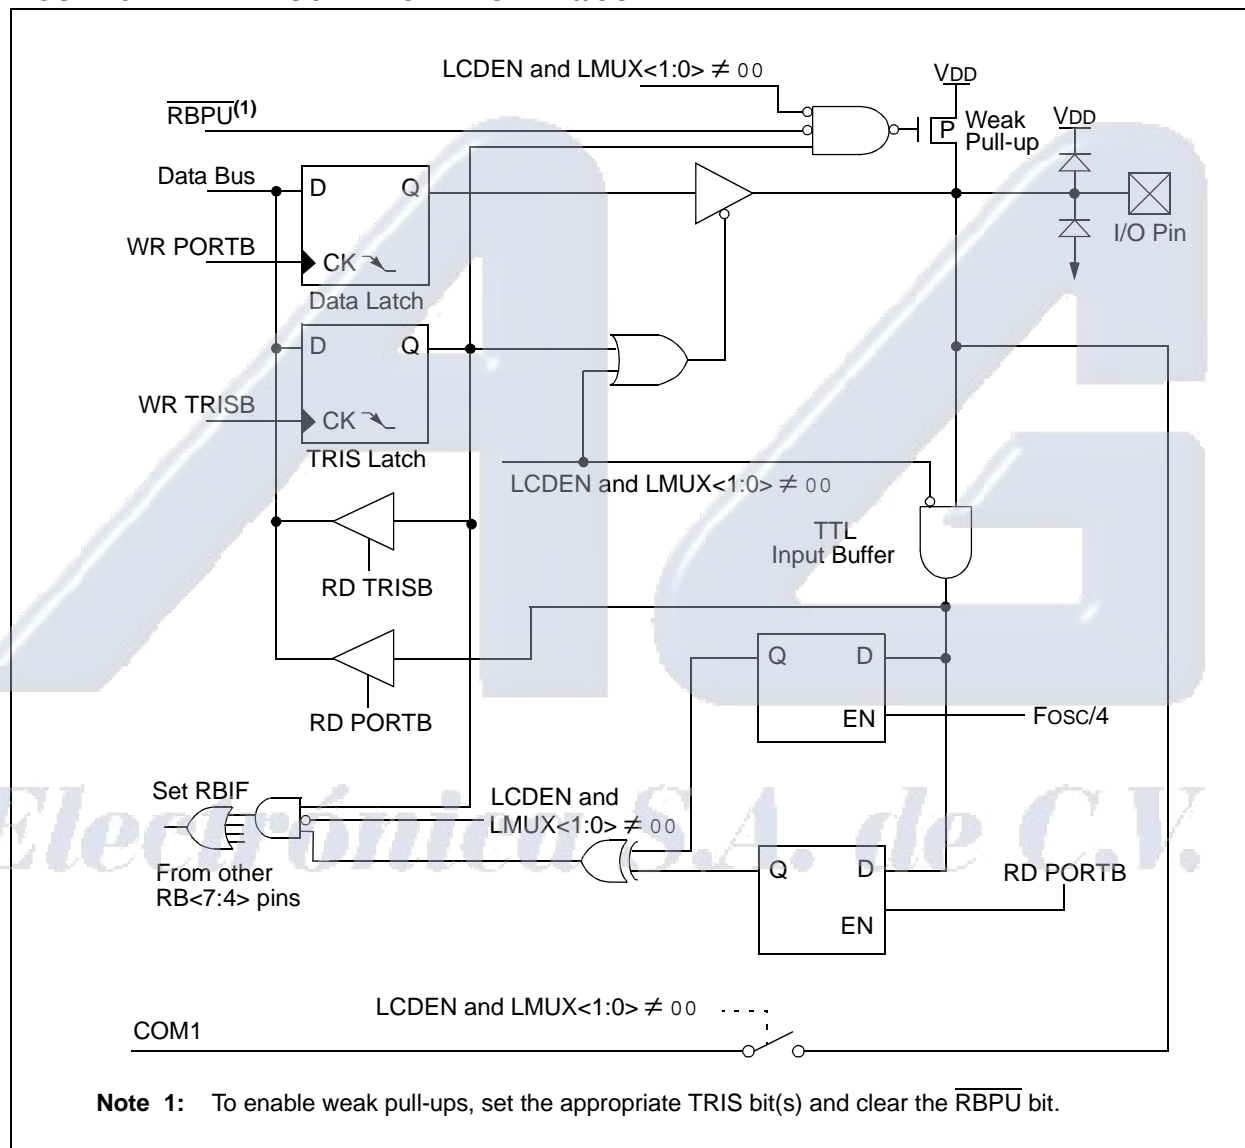 LCDEN and LMUX<1:0> ≠ 00
VDD
RBPU(1)
P
Weak
Pull-up
VDD
Data Bus
D
Q
I/O Pin
WR PORTB
CK
Data Latch
D
Q
WR TRISB
CK
TRIS Latch
LCDEN and LMUX<1:0> ≠ 00
TTL
Input Buffer
RD TRISB
Q
D
EN
FOSC/4
RD PORTB
Set RBIF
LCDEN and
LMUX<1:0> ≠ 00
From other
RB<7:4> pins
Q
D
EN
RD PORTB
LCDEN and LMUX<1:0> ≠ 00
COM1
Note 1: To enable weak pull-ups, set the appropriate TRIS bit(s) and clear the RBPU bit.
AG
Electrónica S.A. de C.V.